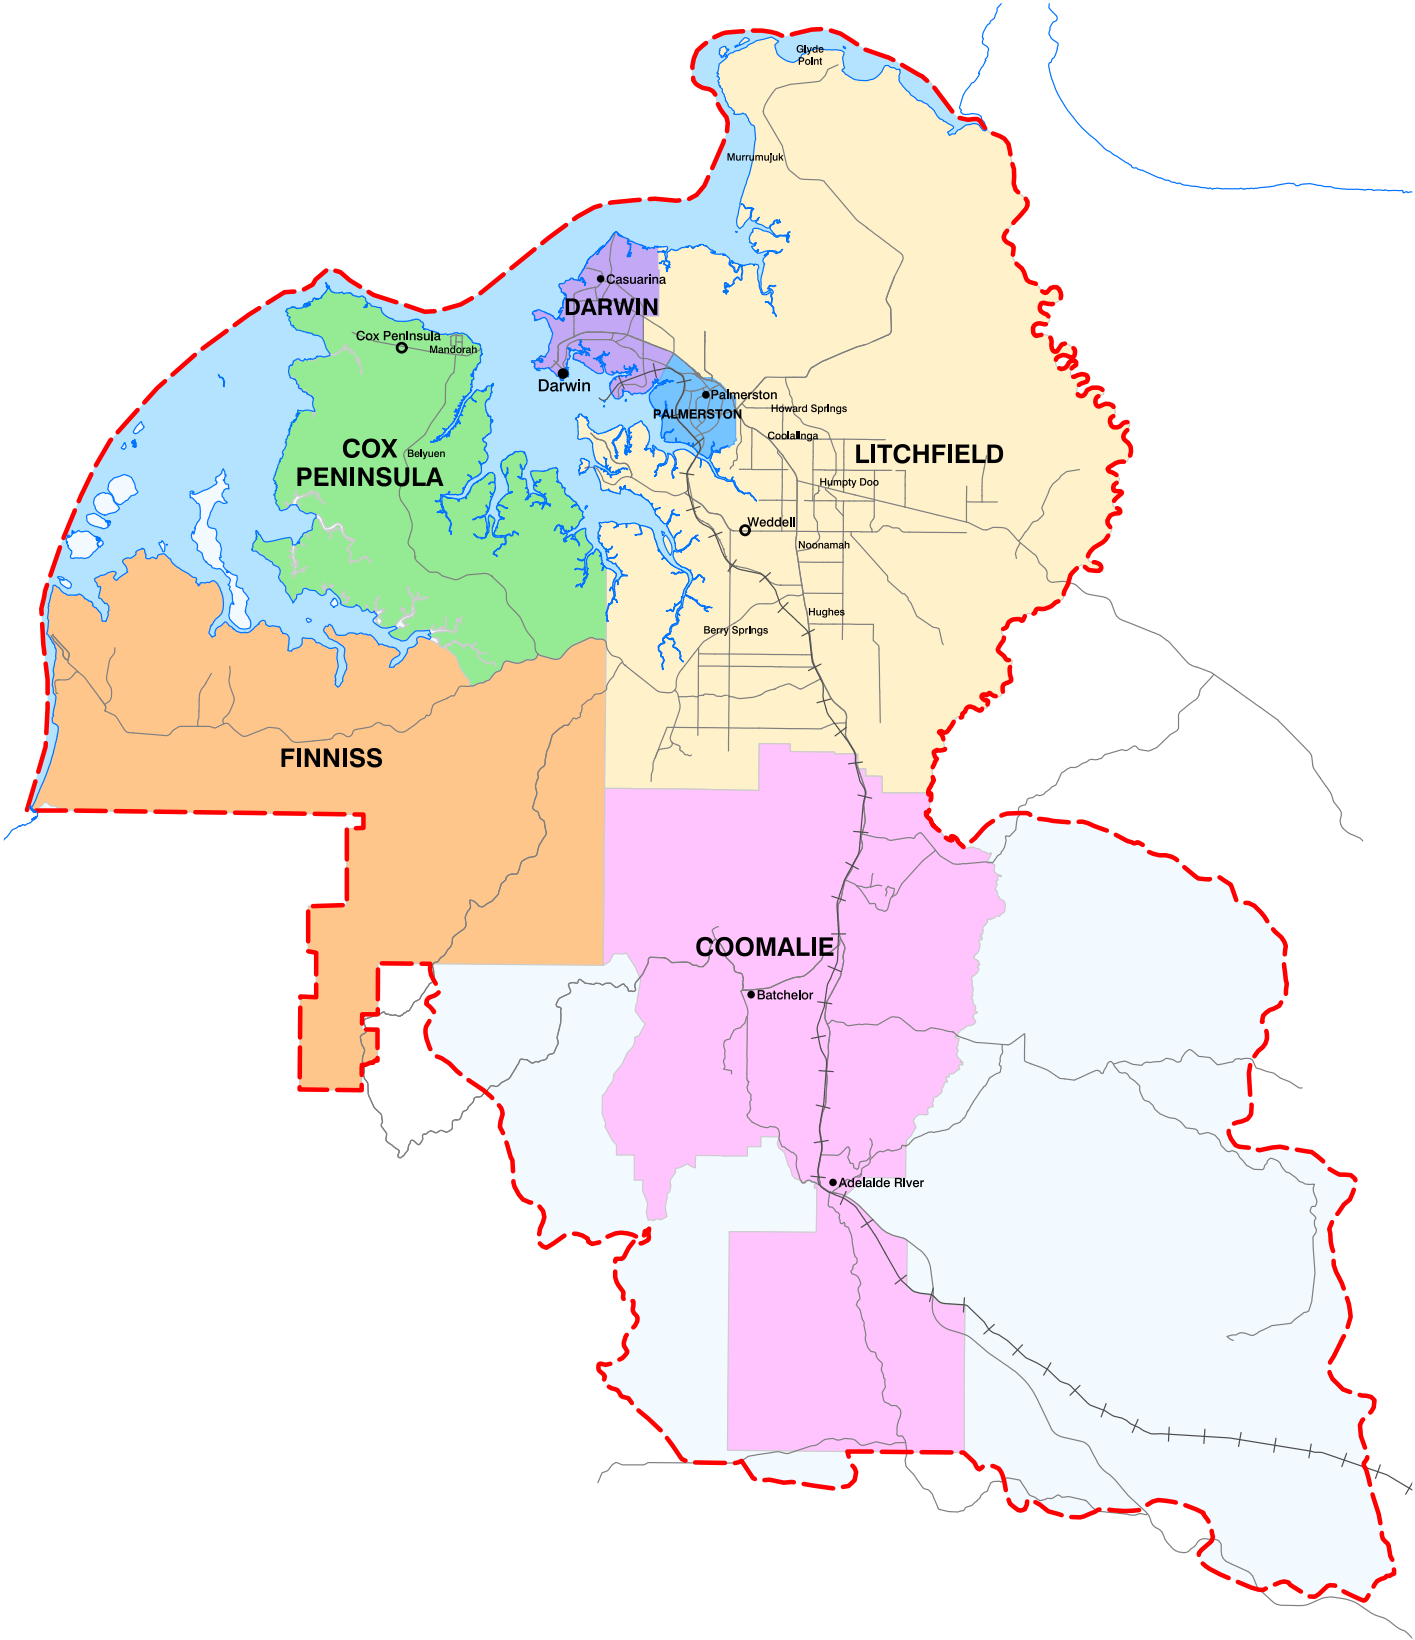 Glyde
Point
Murrumujuk
Casuarina
DARWIN
Cox Peninsula
Mandorah
Darwin
Palmerston
PALMERSTON
Howard Springs
Coolalinga
COX
PENINSULA
Belyuen
LITCHFIELD
Humpty Doo
Weddell
Noonamah
Hughes
Berry Springs
FINNISS
COOMALIE
Batchelor
Adelaide River